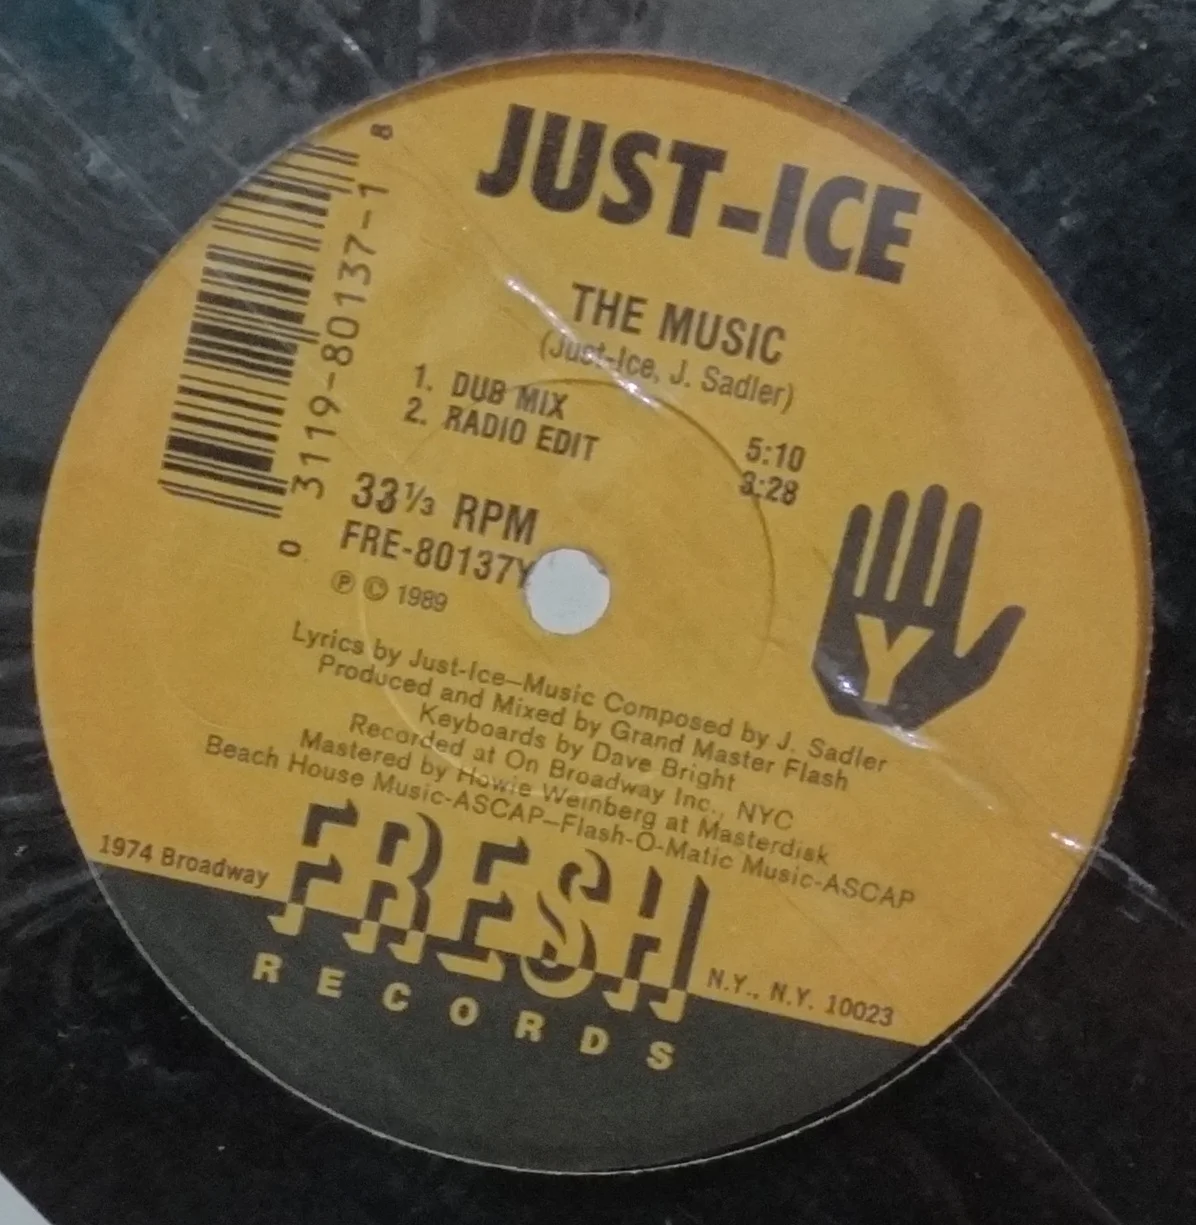 JUST-ICE
THE MUSIC
(Just-Ice, J. Sadler)
1. DUB MIX 5:10
2. RADIO EDIT 3:28
33⅓ RPM
FRE-80137Y
Ⓟ © 1989
0 3119-80137-1 8
Y
Lyrics by Just-Ice—Music Composed by J. Sadler
Produced and Mixed by Grand Master Flash
Keyboards by Dave Bright
Recorded at On Broadway Inc., NYC
Mastered by Howie Weinberg at Masterdisk
Beach House Music-ASCAP—Flash-O-Matic Music-ASCAP
1974 Broadway
FRESH
N.Y., N.Y. 10023
RECORDS